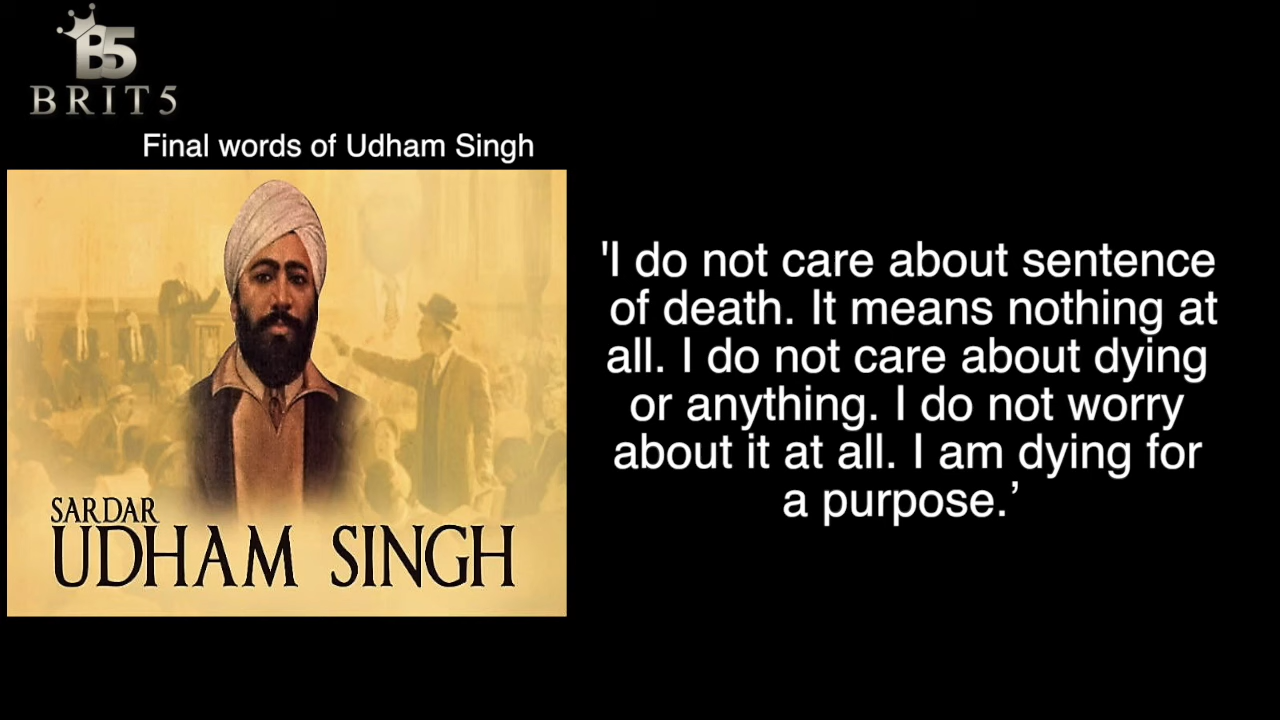 B5
BRIT5
Final words of Udham Singh
SARDAR
UDHAM SINGH
'I do not care about sentence
of death. It means nothing at
all. I do not care about dying
or anything. I do not worry
about it at all. I am dying for
a purpose.’